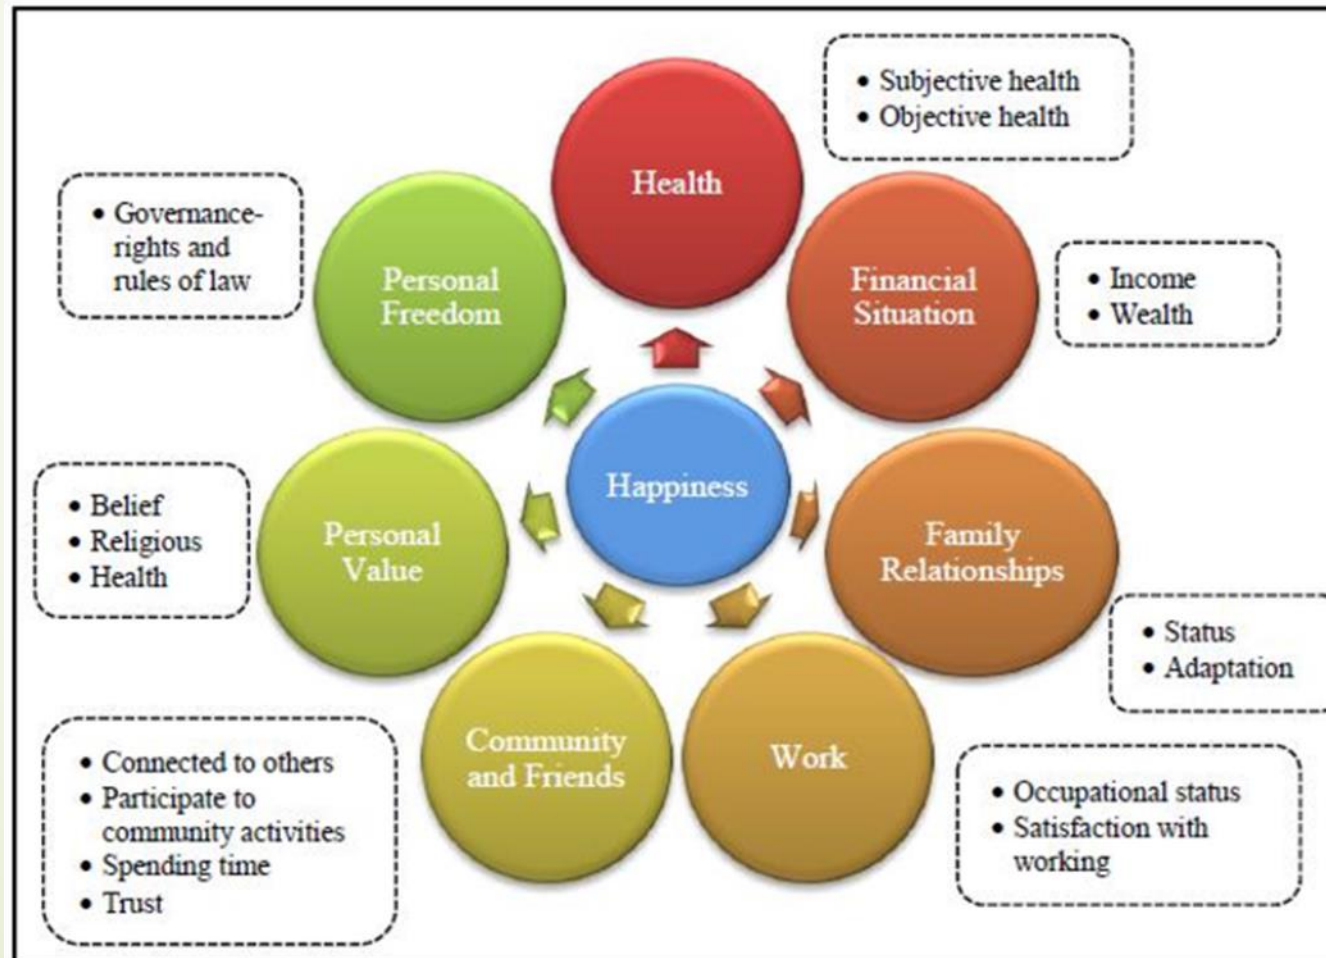 Health
• Subjective health
• Objective health
Financial
Situation
• Income
• Wealth
Family
Relationships
• Status
• Adaptation
Work
• Occupational status
• Satisfaction with
working
Community
and Friends
• Connected to others
• Participate to
community activities
• Spending time
• Trust
Personal
Value
• Belief
• Religious
• Health
Personal
Freedom
• Governance-
rights and
rules of law
Happiness